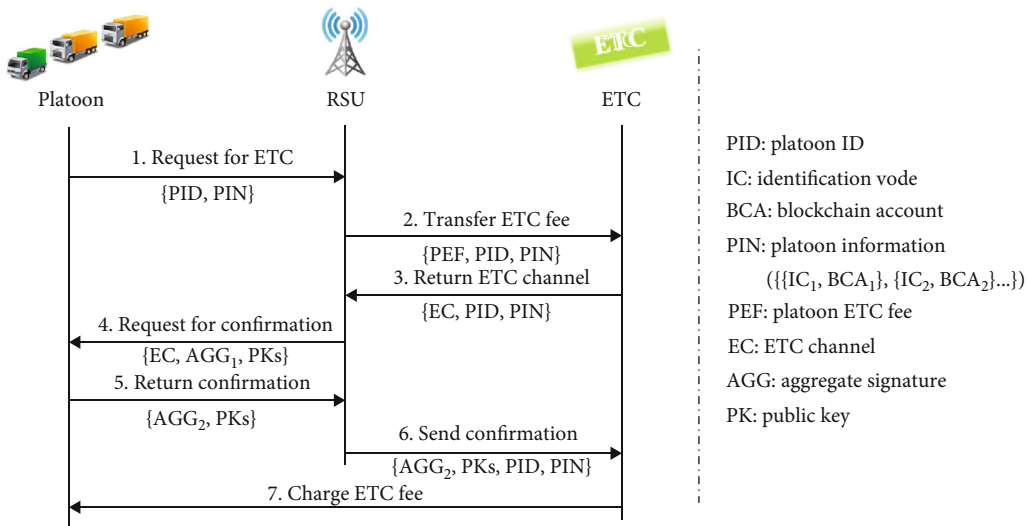 ETC
Platoon
RSU
ETC
1. Request for ETC
{PID, PIN}
2. Transfer ETC fee
{PEF, PID, PIN}
3. Return ETC channel
{EC, PID, PIN}
4. Request for confirmation
{EC, AGG₁, PKs}
5. Return confirmation
{AGG₂, PKs}
6. Send confirmation
{AGG₂, PKs, PID, PIN}
7. Charge ETC fee
PID: platoon ID
IC: identification vode
BCA: blockchain account
PIN: platoon information
({{IC₁, BCA₁}, {IC₂, BCA₂}...})
PEF: platoon ETC fee
EC: ETC channel
AGG: aggregate signature
PK: public key